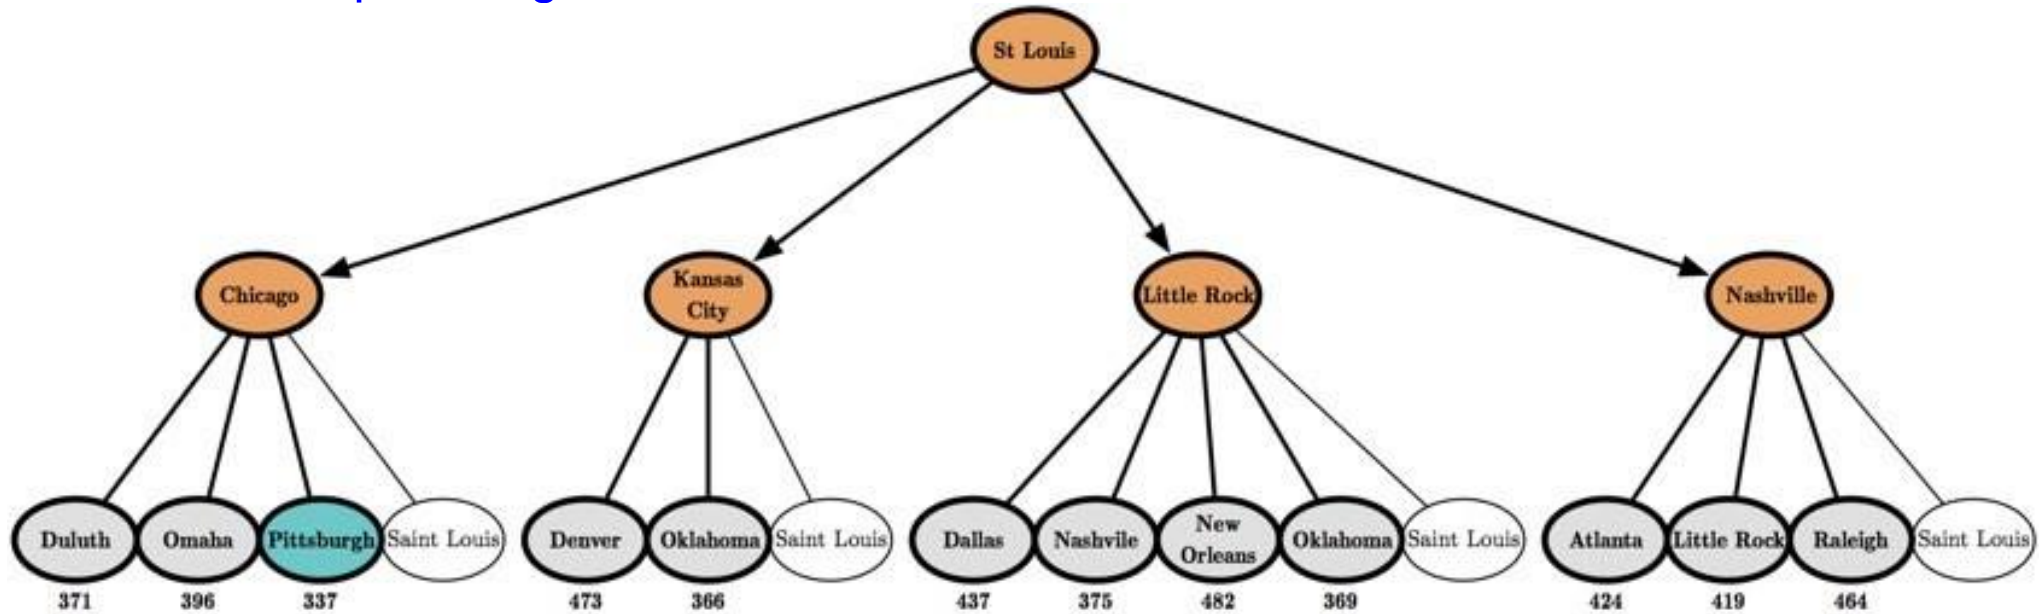 St Louis
Chicago
Kansas
City
Little Rock
Nashville
Duluth
Omaha
Pittsburgh
Saint Louis
Denver
Oklahoma
Saint Louis
Dallas
Nashvile
New
Orleans
Oklahoma
Saint Louis
Atlanta
Little Rock
Raleigh
Saint Louis
371 396 337 473 366 437 375 482 369 424 419 464